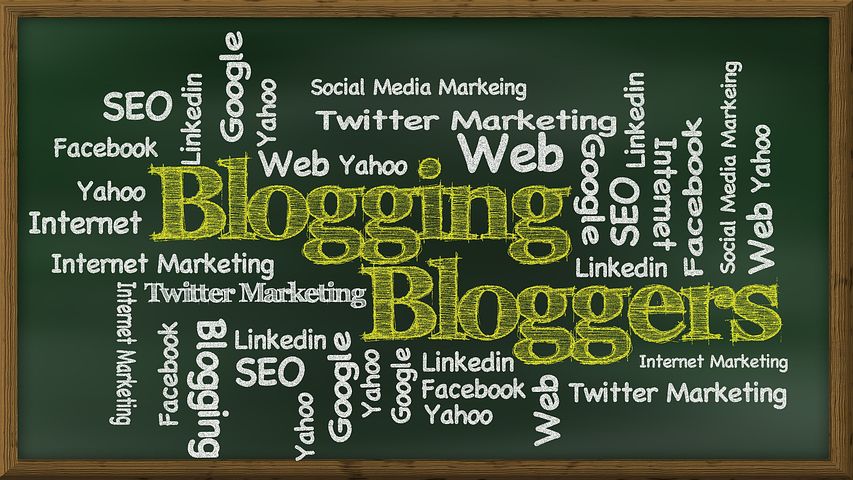 SEO
Linkedin
Google
Yahoo
Social Media Markeing
Twitter Marketing
Facebook
Web
Yahoo
Web
Google
SEO
Linkedin
Internet
Facebook
Social Media Markeing
Web
Yahoo
Yahoo
Internet
Blogging
Internet Marketing
Linkedin
Twitter Marketing
Bloggers
Internet Marketing
Facebook
Blogging
Linkedin
SEO
Yahoo
Google
Yahoo
Google
Linkedin
Facebook
Yahoo
Web
Internet Marketing
Twitter Marketing